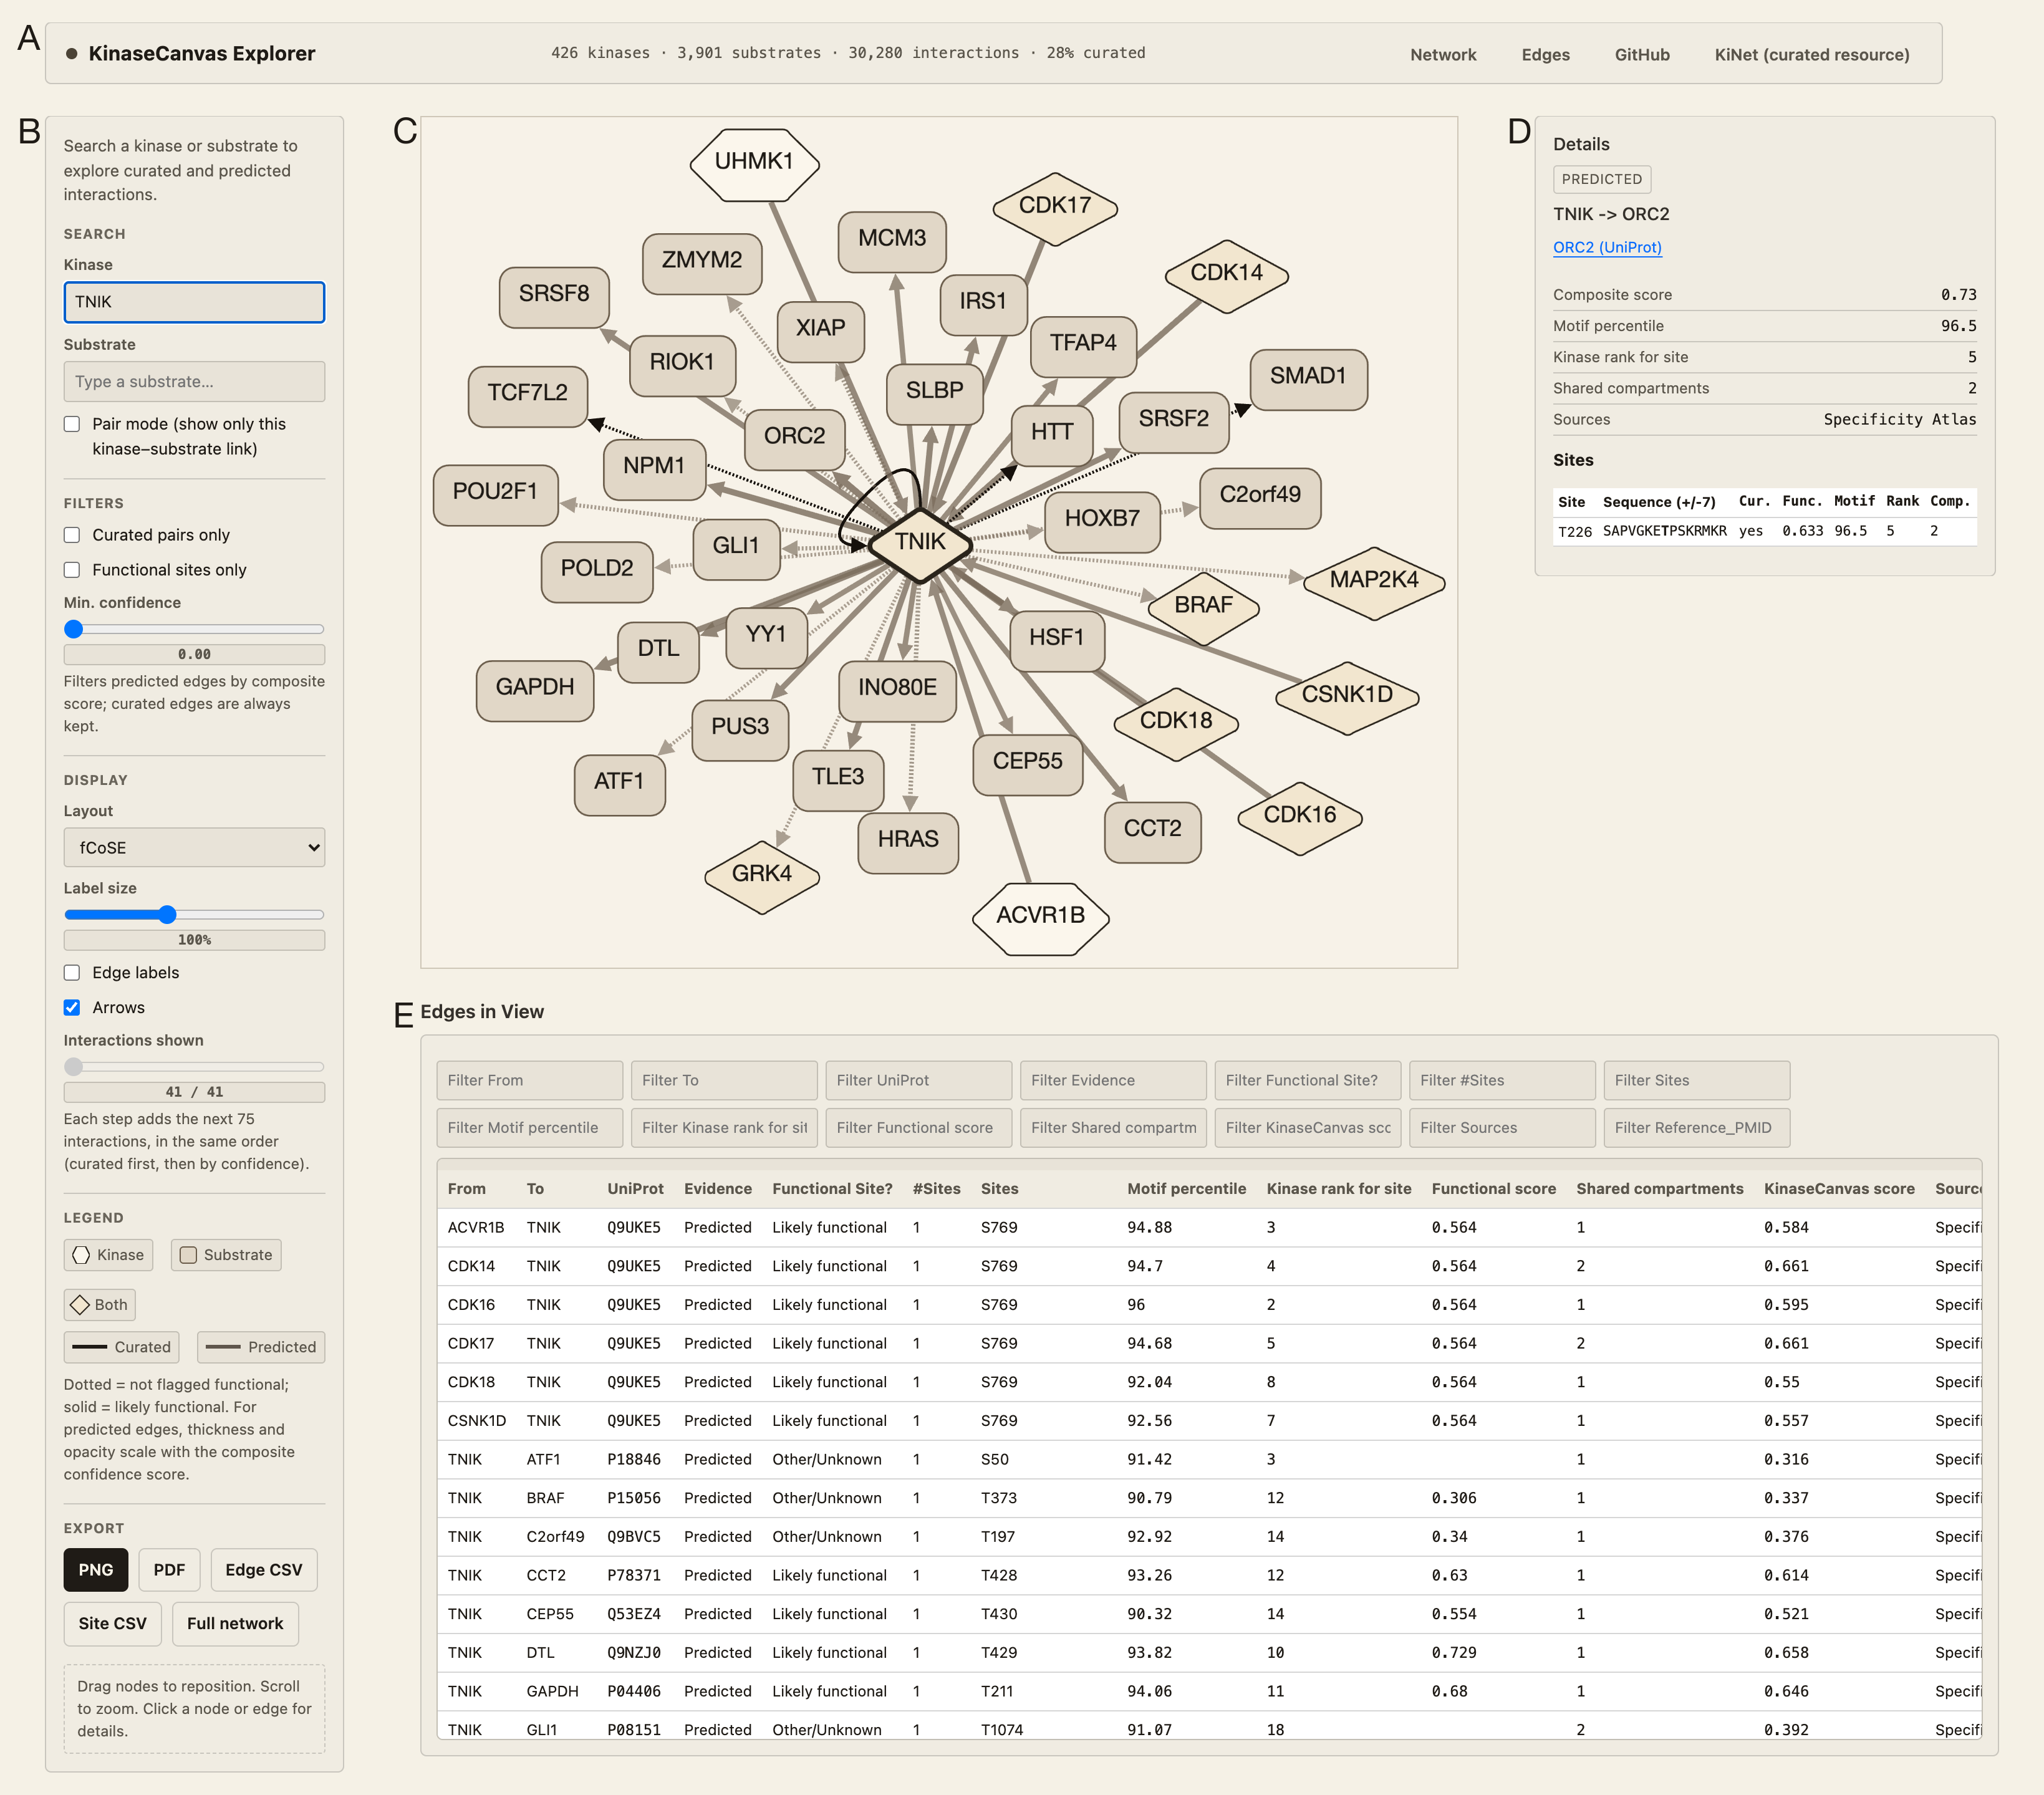 A
KinaseCanvas Explorer
426 kinases · 3,901 substrates · 30,280 interactions · 28% curated
Network
Edges
GitHub
KiNet (curated resource)
B
Search a kinase or substrate to
explore curated and predicted
interactions.
SEARCH
Kinase
TNIK
Substrate
Type a substrate...
Pair mode (show only this
kinase–substrate link)
FILTERS
Curated pairs only
Functional sites only
Min. confidence
0.00
Filters predicted edges by composite
score; curated edges are always
kept.
DISPLAY
Layout
fCoSE
Label size
100%
Edge labels
Arrows
Interactions shown
41 / 41
Each step adds the next 75
interactions, in the same order
(curated first, then by confidence).
LEGEND
Kinase
Substrate
Both
Curated
Predicted
Dotted = not flagged functional;
solid = likely functional. For
predicted edges, thickness and
opacity scale with the composite
confidence score.
EXPORT
PNG
PDF
Edge CSV
Site CSV
Full network
Drag nodes to reposition. Scroll
to zoom. Click a node or edge for
details.
C
UHMK1
CDK17
MCM3
ZMYM2
CDK14
SRSF8
IRS1
XIAP
TFAP4
RIOK1
SMAD1
TCF7L2
SLBP
SRSF2
HTT
ORC2
NPM1
POU2F1
C2orf49
HOXB7
TNIK
GLI1
POLD2
MAP2K4
BRAF
YY1
HSF1
DTL
GAPDH
INO80E
CSNK1D
CDK18
PUS3
CEP55
TLE3
ATF1
CDK16
CCT2
HRAS
GRK4
ACVR1B
D
Details
PREDICTED
TNIK -> ORC2
ORC2 (UniProt)
Composite score 0.73
Motif percentile 96.5
Kinase rank for site 5
Shared compartments 2
Sources Specificity Atlas
Sites
Site Sequence (+/-7) Cur. Func. Motif Rank Comp.
T226 SAPVGKETPSKRMKR yes 0.633 96.5 5 2
E
Edges in View
Filter From Filter To Filter UniProt Filter Evidence Filter Functional Site? Filter #Sites Filter Sites
Filter Motif percentile Filter Kinase rank for sit Filter Functional score Filter Shared compartm Filter KinaseCanvas scc Filter Sources Filter Reference_PMID
From To UniProt Evidence Functional Site? #Sites Sites Motif percentile Kinase rank for site Functional score Shared compartments KinaseCanvas score Source
ACVR1B TNIK Q9UKE5 Predicted Likely functional 1 S769 94.88 3 0.564 1 0.584 Specifi
CDK14 TNIK Q9UKE5 Predicted Likely functional 1 S769 94.7 4 0.564 2 0.661 Specifi
CDK16 TNIK Q9UKE5 Predicted Likely functional 1 S769 96 2 0.564 1 0.595 Specifi
CDK17 TNIK Q9UKE5 Predicted Likely functional 1 S769 94.68 5 0.564 2 0.661 Specifi
CDK18 TNIK Q9UKE5 Predicted Likely functional 1 S769 92.04 8 0.564 1 0.55 Specifi
CSNK1D TNIK Q9UKE5 Predicted Likely functional 1 S769 92.56 7 0.564 1 0.557 Specifi
TNIK ATF1 P18846 Predicted Other/Unknown 1 S50 91.42 3 1 0.316 Specifi
TNIK BRAF P15056 Predicted Other/Unknown 1 T373 90.79 12 0.306 1 0.337 Specifi
TNIK C2orf49 Q9BVC5 Predicted Other/Unknown 1 T197 92.92 14 0.34 1 0.376 Specifi
TNIK CCT2 P78371 Predicted Likely functional 1 T428 93.26 12 0.63 1 0.614 Specifi
TNIK CEP55 Q53EZ4 Predicted Likely functional 1 T430 90.32 14 0.554 1 0.521 Specifi
TNIK DTL Q9NZJ0 Predicted Likely functional 1 T429 93.82 10 0.729 1 0.658 Specifi
TNIK GAPDH P04406 Predicted Likely functional 1 T211 94.06 11 0.68 1 0.646 Specifi
TNIK GLI1 P08151 Predicted Other/Unknown 1 T1074 91.07 18 2 0.392 Specifi